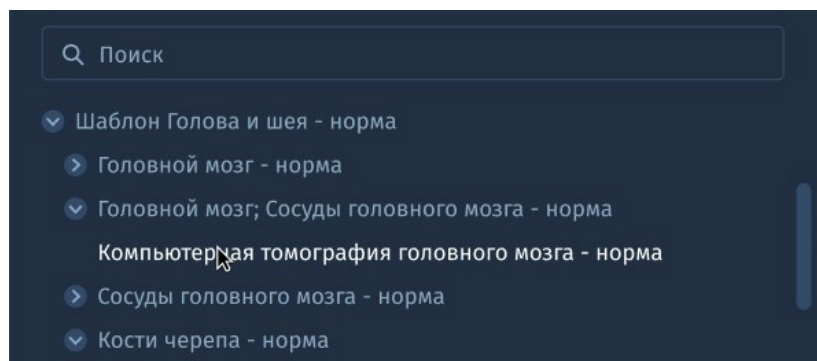 Поиск
Шаблон Голова и шея - норма
Головной мозг - норма
Головной мозг; Сосуды головного мозга - норма
Компьютерная томография головного мозга - норма
Сосуды головного мозга - норма
Кости черепа - норма